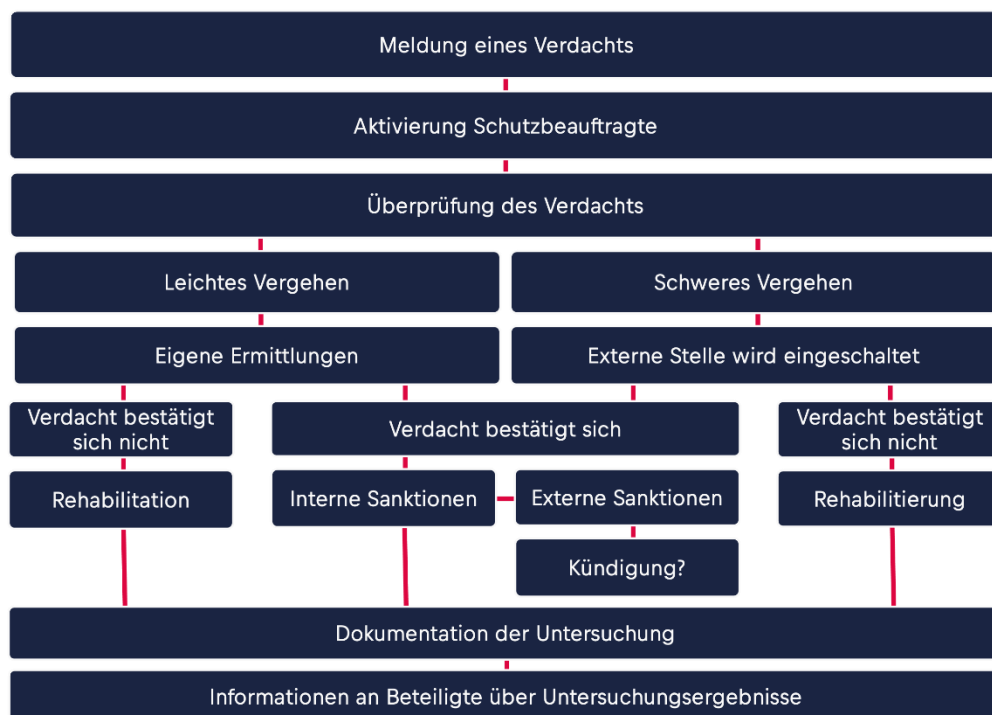 Meldung eines Verdachts
Aktivierung Schutzbeauftragte
Überprüfung des Verdachts
Leichtes Vergehen
Schweres Vergehen
Eigene Ermittlungen
Externe Stelle wird eingeschaltet
Verdacht bestätigt
sich nicht
Verdacht bestätigt sich
Verdacht bestätigt
sich nicht
Rehabilitation
Interne Sanktionen
Externe Sanktionen
Rehabilitierung
Kündigung?
Dokumentation der Untersuchung
Informationen an Beteiligte über Untersuchungsergebnisse